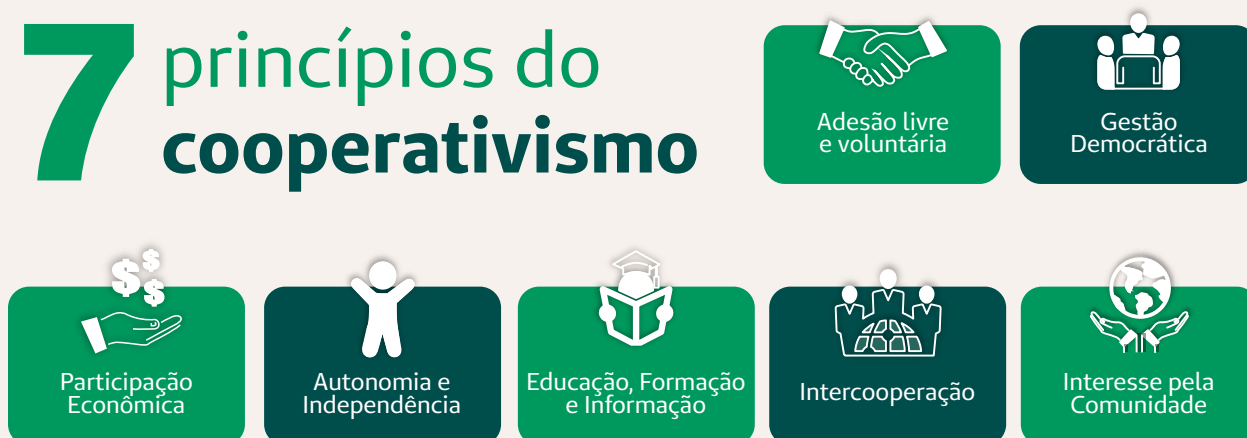 7 princípios do
cooperativismo
Adesão livre
e voluntária
Gestão
Democrática
Participação
Econômica
Autonomia e
Independência
Educação, Formação
e Informação
Intercooperação
Interesse pela
Comunidade